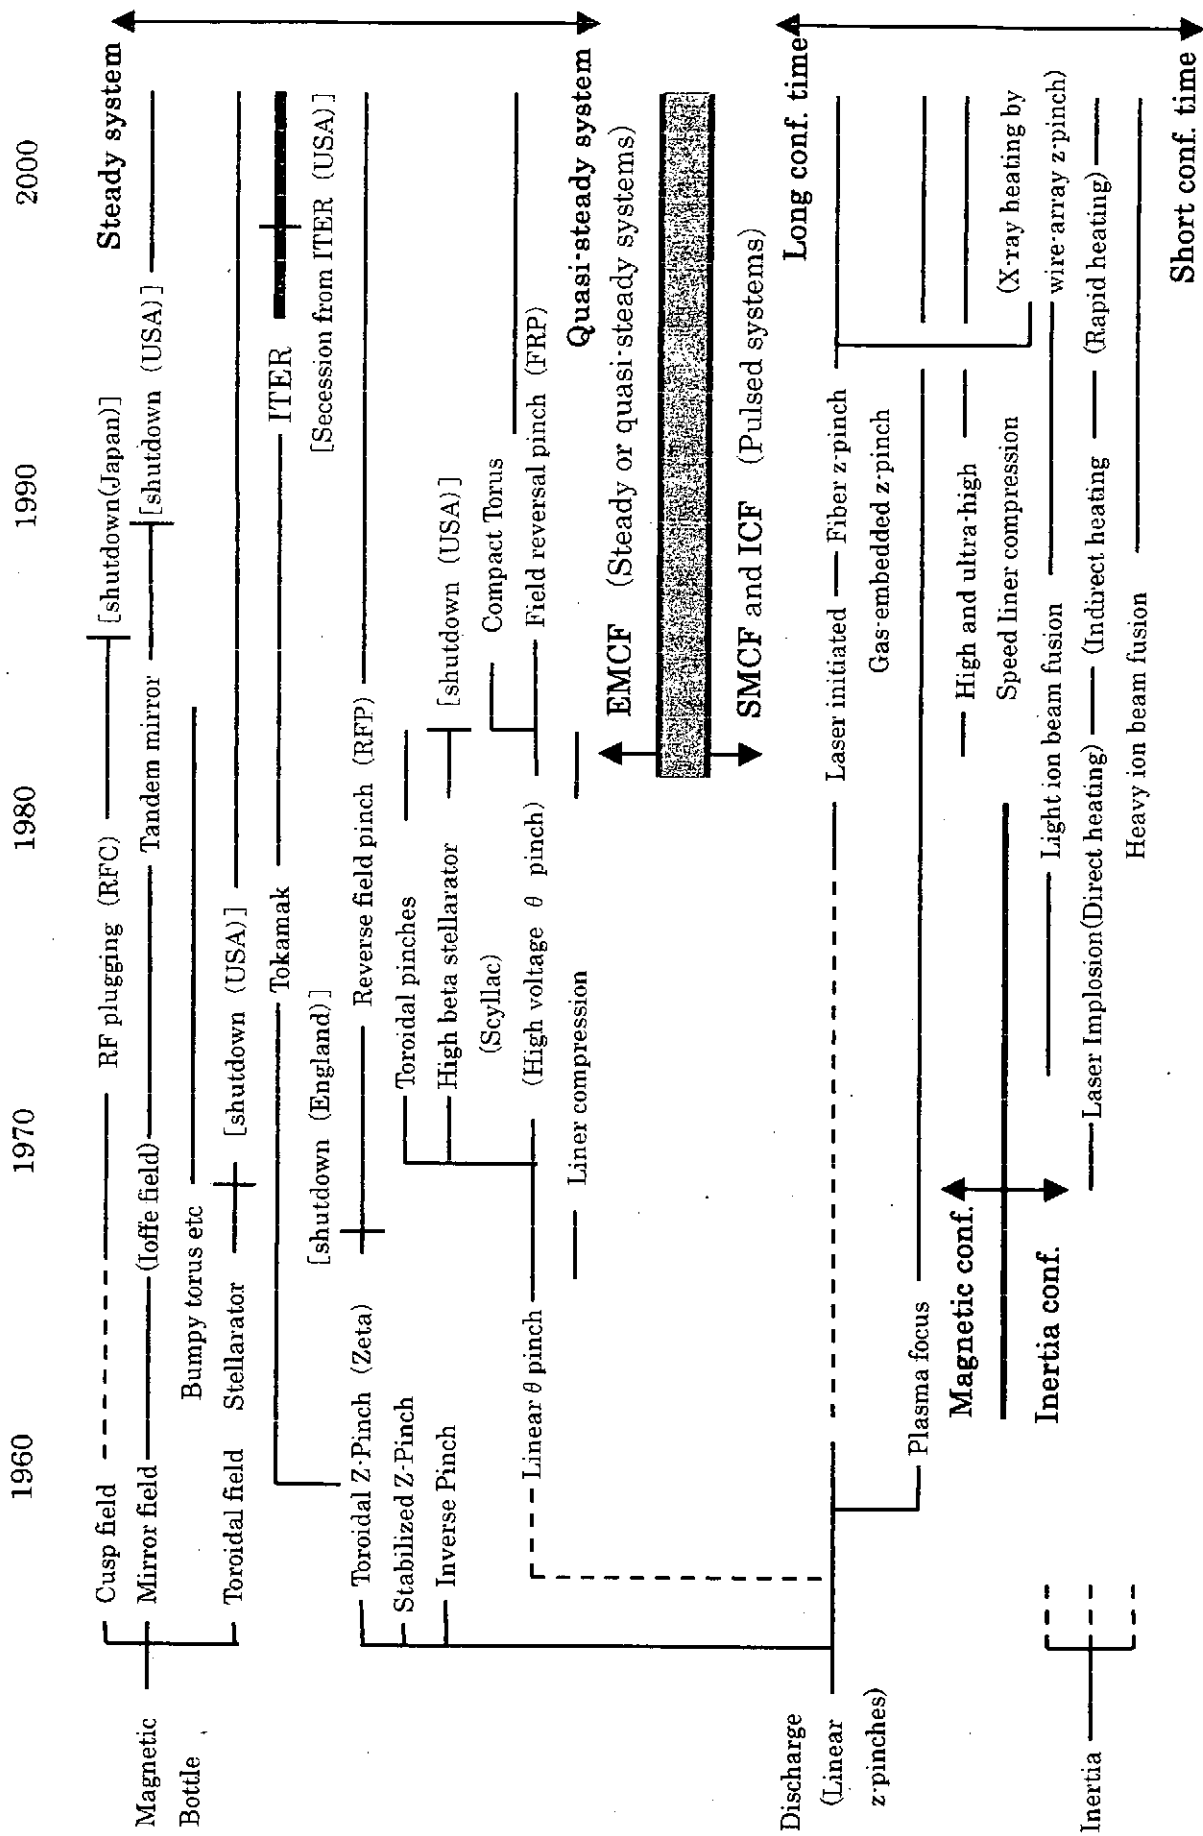 1960 1970 1980 1990 2000
Steady system
Cusp field RF plugging (RFC) [shutdown(Japan)]
Mirror field (Ioffe field) Tandem mirror [shutdown (USA)]
Magnetic
Bottle
Bumpy torus etc
Toroidal field Stellarator [shutdown (USA)]
Tokamak ITER
[shutdown (England)] [Secession from ITER (USA)]
Toroidal Z-Pinch (Zeta) Reverse field pinch (RFP)
Stabilized Z-Pinch Toroidal pinches
Inverse Pinch High beta stellarator [shutdown (USA)]
(Scyllac) Compact Torus
Linear θ pinch (High voltage θ pinch) Field reversal pinch (FRP)
Liner compression Quasi-steady system
EMCF (Steady or quasi-steady systems)
SMCF and ICF (Pulsed systems)
Long conf. time
Discharge
(Linear
z-pinches)
Laser initiated Fiber z-pinch
Gas-embedded z-pinch
Plasma focus
Magnetic conf. High and ultra-high
Speed liner compression
(X-ray heating by
wire-array z-pinch)
Inertia conf. Light ion beam fusion
Inertia
Laser Implosion(Direct heating) (Indirect heating) (Rapid heating)
Heavy ion beam fusion
Short conf. time